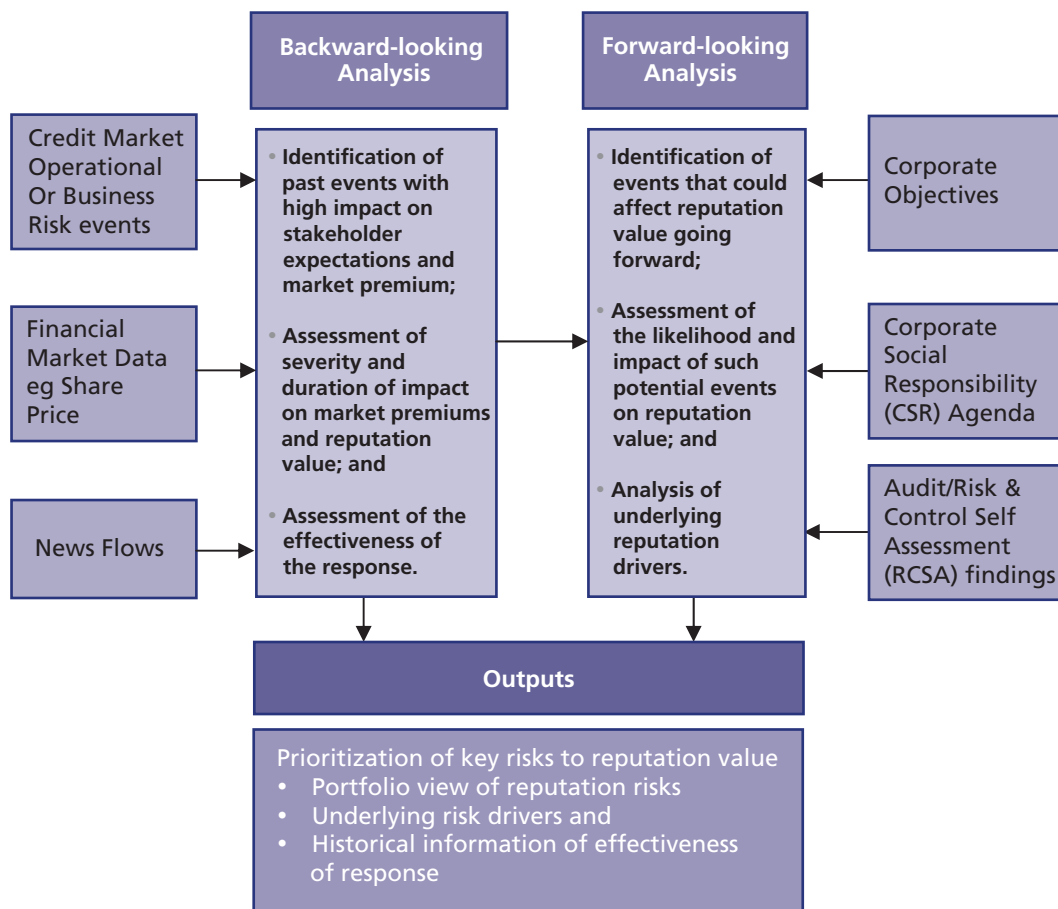 Backward-looking
Analysis
Forward-looking
Analysis
Credit Market
Operational
Or Business
Risk events
Financial
Market Data
eg Share
Price
News Flows
• Identification of
past events with
high impact on
stakeholder
expectations and
market premium;
• Assessment of
severity and
duration of impact
on market premiums
and reputation
value; and
• Assessment of the
effectiveness of
the response.
• Identification of
events that could
affect reputation
value going
forward;
• Assessment of
the likelihood and
impact of such
potential events
on reputation
value; and
• Analysis of
underlying
reputation
drivers.
Corporate
Objectives
Corporate
Social
Responsibility
(CSR) Agenda
Audit/Risk &
Control Self
Assessment
(RCSA) findings
Outputs
Prioritization of key risks to reputation value
• Portfolio view of reputation risks
• Underlying risk drivers and
• Historical information of effectiveness
of response